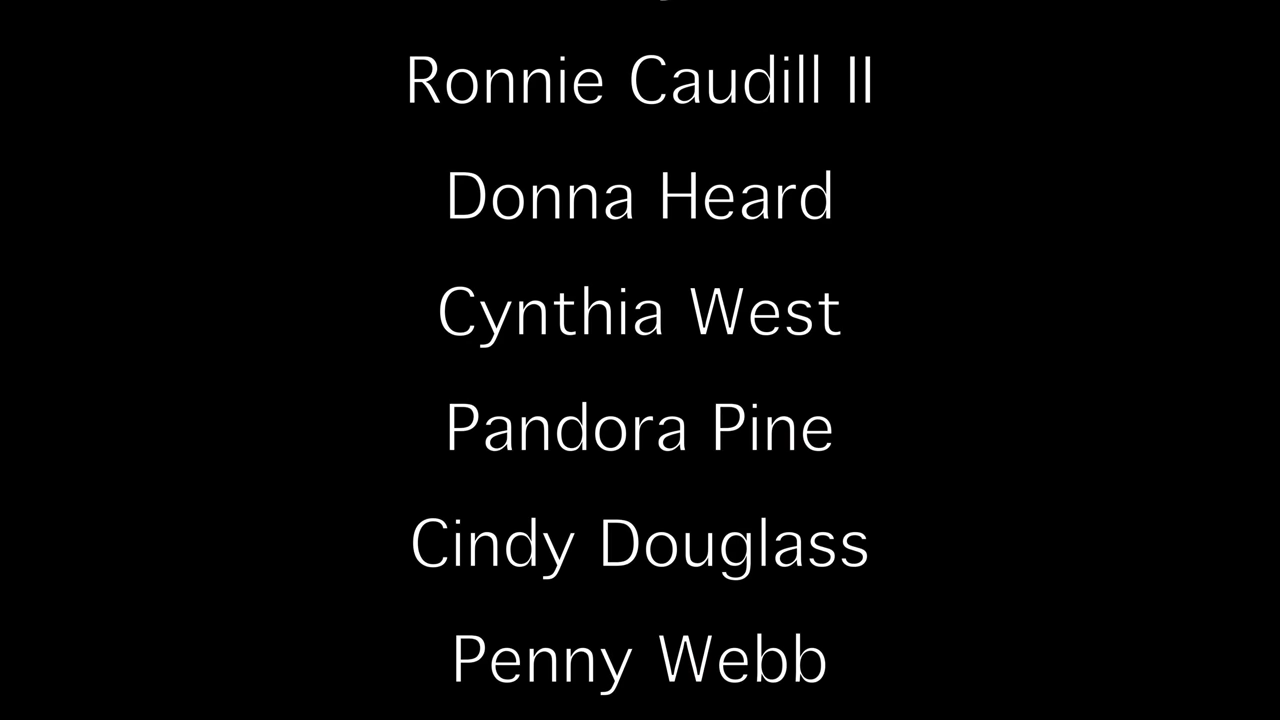 Ronnie Caudill II
Donna Heard
Cynthia West
Pandora Pine
Cindy Douglass
Penny Webb